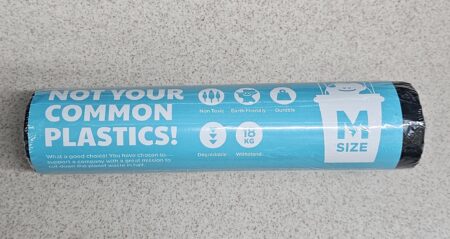 NOT YOUR
COMMON
PLASTICS!
What a good choice! You have chosen to
support a company with a great mission to
cut down the planet waste in half.
Non Toxic
Earth Friendly
Durable
Degradable
18
KG
Withstand
M
SIZE